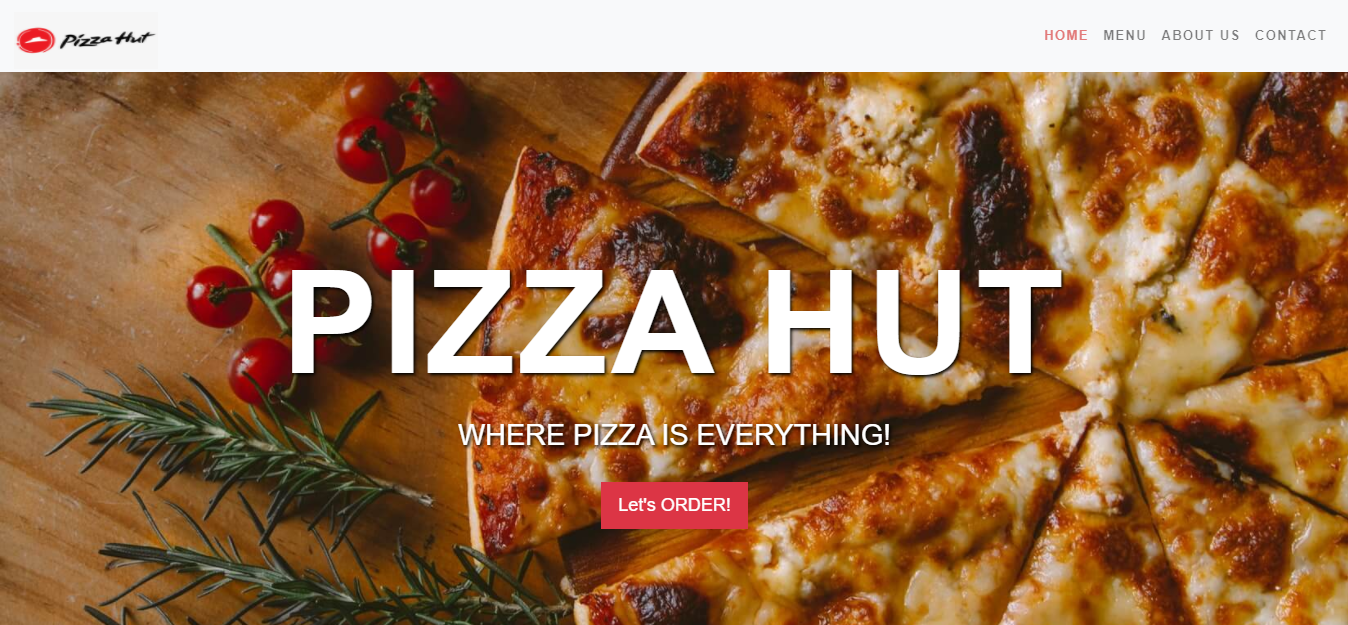 Pizza Hut
HOME MENU ABOUT US CONTACT
PIZZA HUT
WHERE PIZZA IS EVERYTHING!
Let's ORDER!